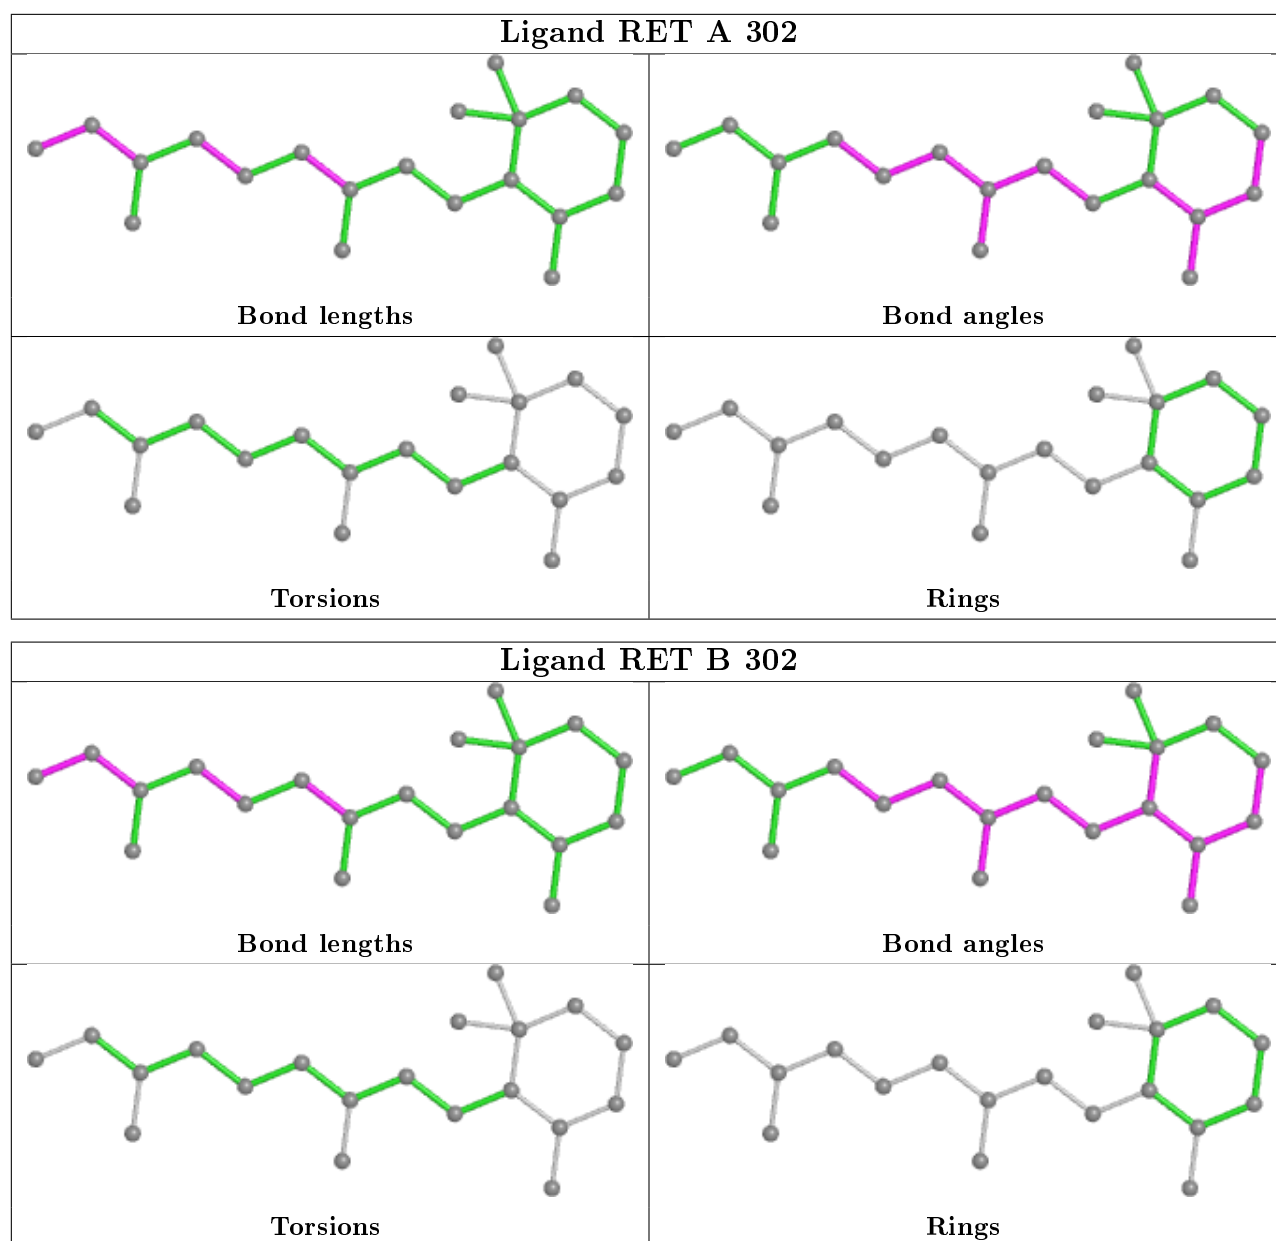 Ligand RET A 302
Bond lengths
Bond angles
Torsions
Rings
Ligand RET B 302
Bond lengths
Bond angles
Torsions
Rings